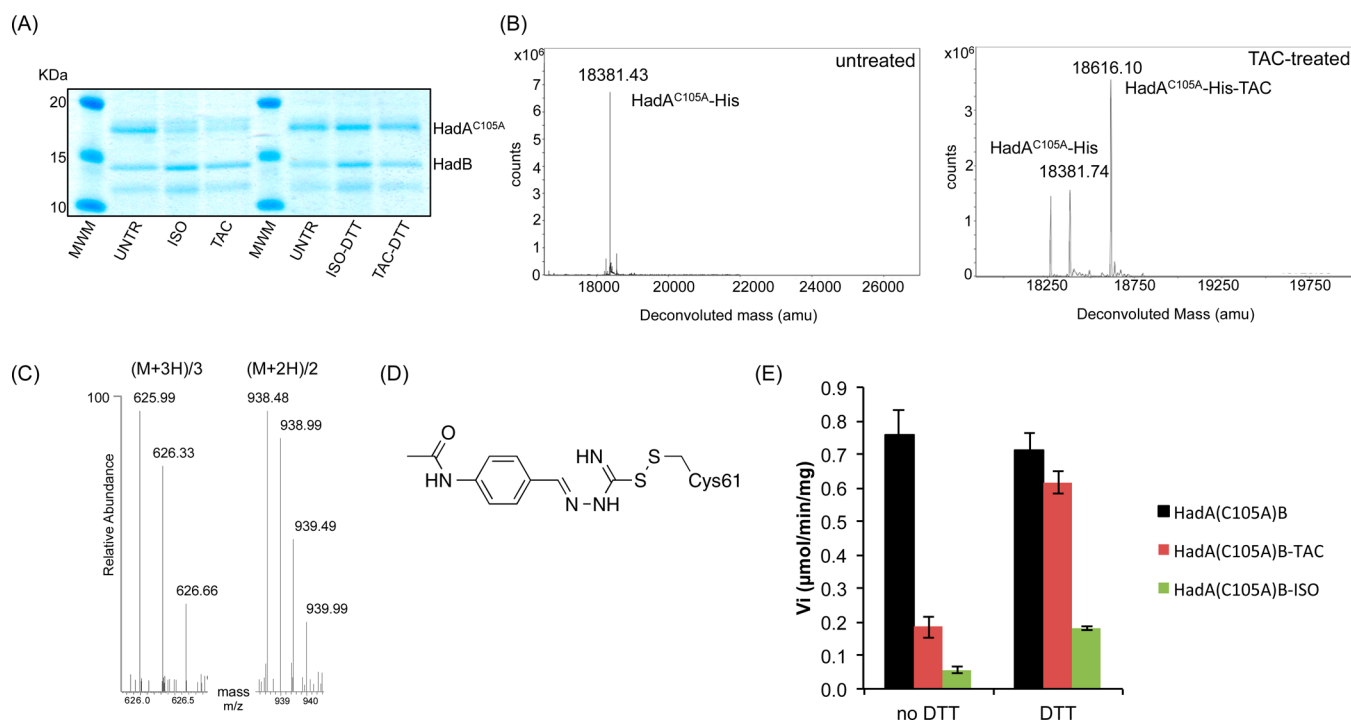 (A)
KDa
20
15
10
HadA^C105A
HadB
MWM
UNTR
ISO
TAC
MWM
UNTR
ISO-DTT
TAC-DTT
(B)
x10⁶
7
6
5
4
3
2
1
0
counts
18381.43
HadA^C105A-His
untreated
18000
20000
22000
24000
26000
Deconvoluted mass (amu)
x10⁶
3
2
1
0
counts
TAC-treated
18616.10
HadA^C105A-His-TAC
HadA^C105A-His
18381.74
18250
18750
19250
19750
Deconvoluted Mass (amu)
(C)
(M+3H)/3
(M+2H)/2
100
Relative Abundance
625.99
626.33
626.66
938.48
938.99
939.49
939.99
626.0
626.5
939
940
mass
m/z
(D)
O
HN
N
NH
HN
S
S
Cys61
(E)
0.9
0.8
0.7
0.6
0.5
0.4
0.3
0.2
0.1
0.0
Vi (µmol/min/mg)
no DTT
DTT
HadA(C105A)B
HadA(C105A)B-TAC
HadA(C105A)B-ISO